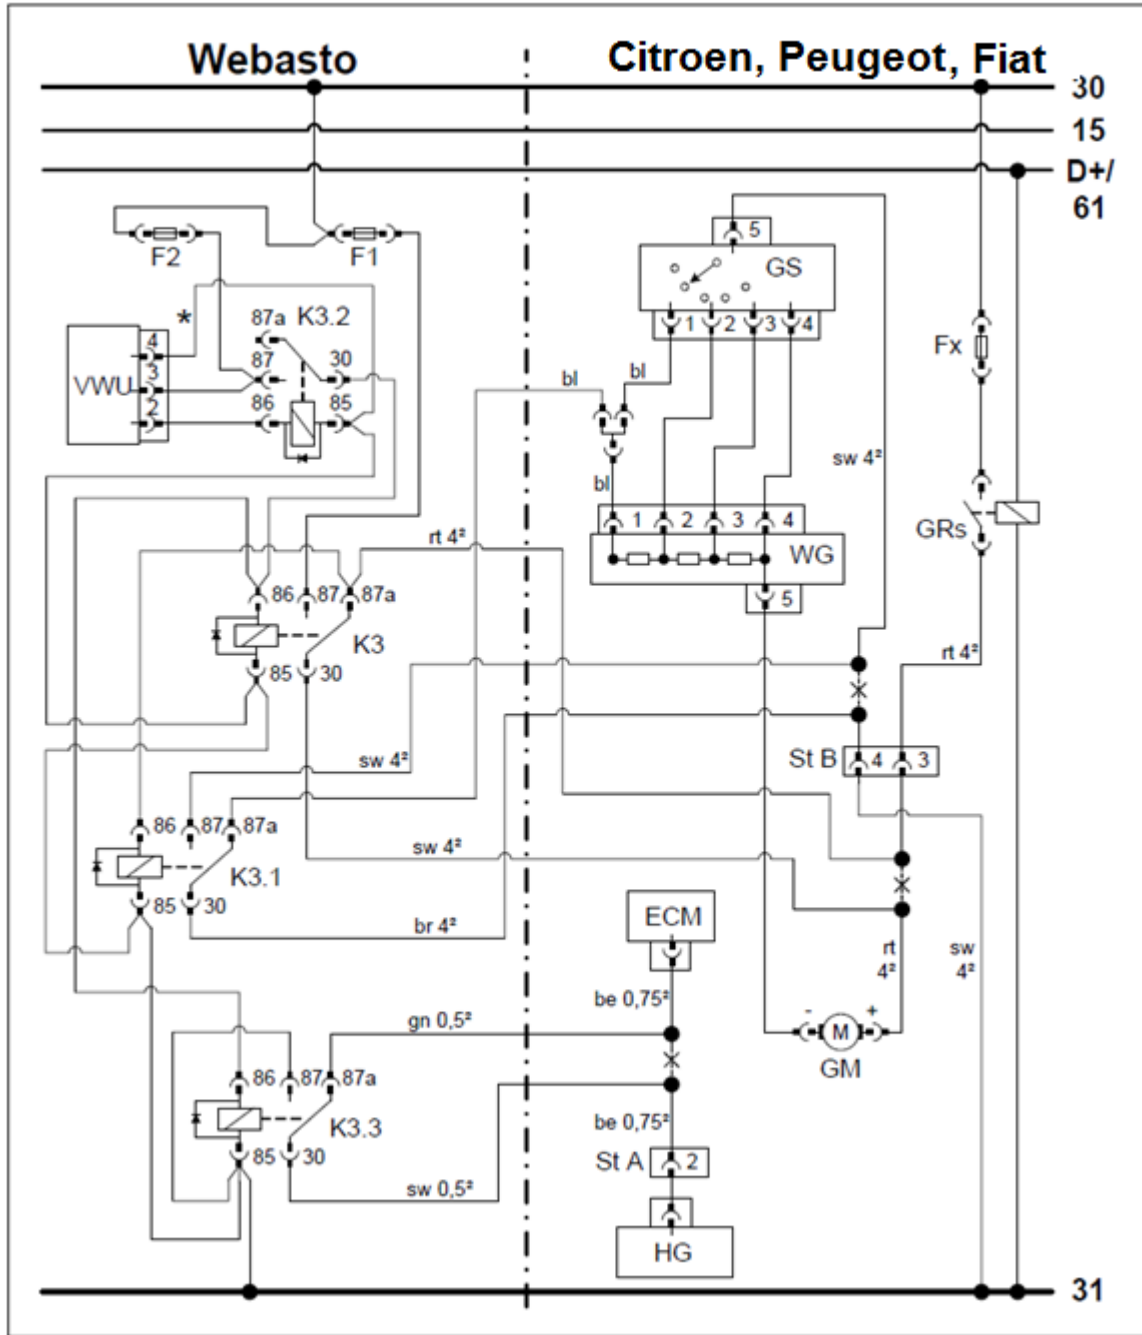 Webasto
Citroen, Peugeot, Fiat
30
15
D+/
61
F2
F1
5
GS
1 2 3 4
*
K3.2
87a
87
30
86
85
VWU
4
3
2
Fx
bl
bl
bl
sw 4²
GRs
1 2 3 4
WG
5
rt 4²
86 87 87a
K3
85 30
rt 4²
sw 4²
St B
4 3
86 87 87a
K3.1
85 30
sw 4²
br 4²
ECM
rt
4²
sw
4²
be 0,75²
gn 0,5²
- +
M
GM
86 87 87a
K3.3
85 30
be 0,75²
St A
2
sw 0,5²
HG
31